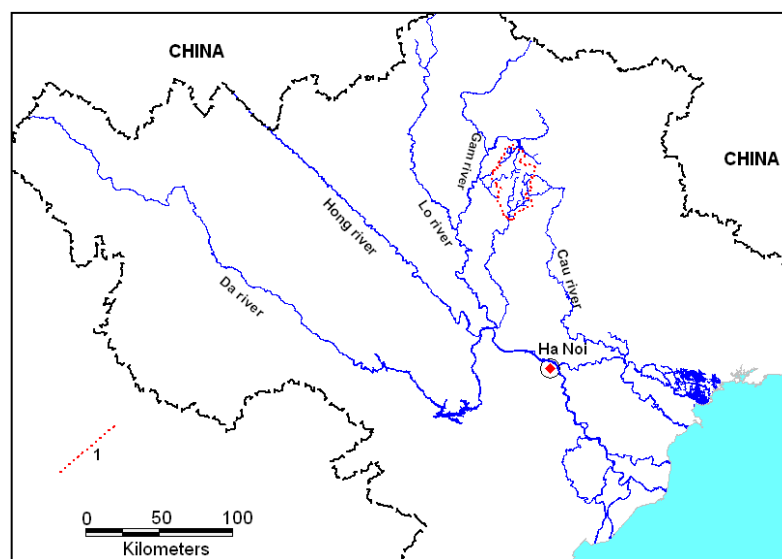 CHINA
CHINA
Gam river
Hong river
Lo river
Da river
Cau river
Ha Noi
1
0 50 100
Kilometers